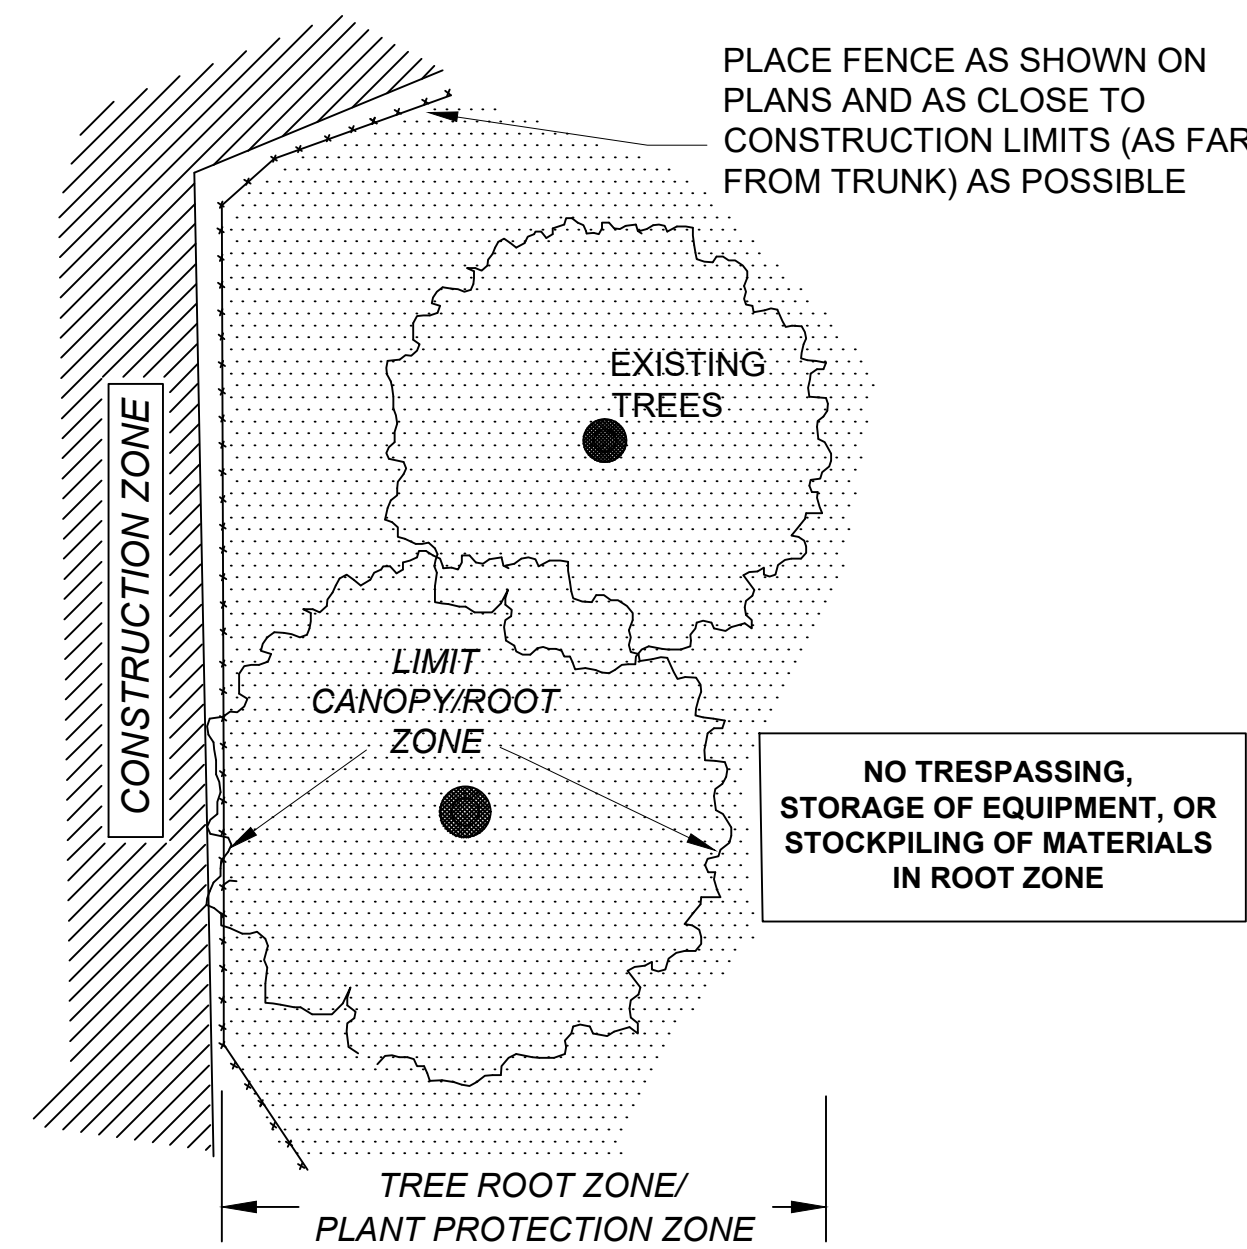 PLACE FENCE AS SHOWN ON
PLANS AND AS CLOSE TO
CONSTRUCTION LIMITS (AS FAR
FROM TRUNK) AS POSSIBLE
EXISTING
TREES
CONSTRUCTION ZONE
LIMIT
CANOPY/ROOT
ZONE
NO TRESPASSING,
STORAGE OF EQUIPMENT, OR
STOCKPILING OF MATERIALS
IN ROOT ZONE
TREE ROOT ZONE/
PLANT PROTECTION ZONE